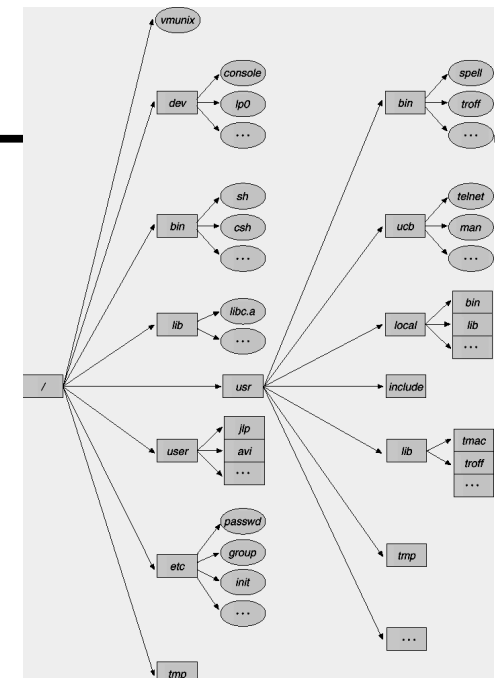 vmunix
dev
console
lp0
...
bin
sh
csh
...
lib
libc.a
...
/
usr
user
jlp
avi
...
etc
passwd
group
init
...
tmp
bin
spell
troff
...
ucb
telnet
man
...
local
bin
lib
...
include
lib
tmac
troff
...
tmp
...